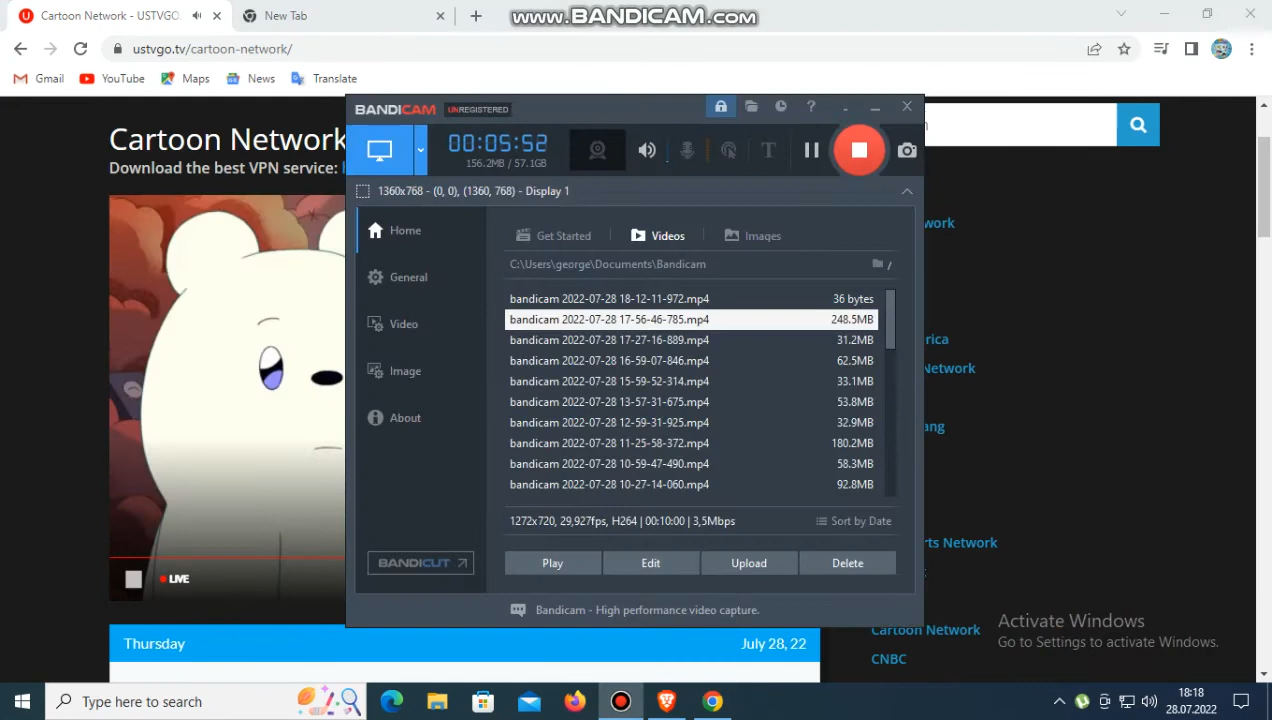 Cartoon Network - USTVGO
New Tab
www.BANDICAM.com
ustvgo.tv/cartoon-network/
Gmail
YouTube
Maps
News
Translate
Cartoon Network
Download the best VPN service:
BANDICAM UNREGISTERED
00:05:52
156.2MB / 57.1GB
1360x768 - (0, 0), (1360, 768) - Display 1
Home
General
Video
Image
About
BANDICUT
Get Started
Videos
Images
C:\Users\george\Documents\Bandicam
bandicam 2022-07-28 18-12-11-972.mp4 36 bytes
bandicam 2022-07-28 17-56-46-785.mp4 248.5MB
bandicam 2022-07-28 17-27-16-889.mp4 31.2MB
bandicam 2022-07-28 16-59-07-846.mp4 62.5MB
bandicam 2022-07-28 15-59-52-314.mp4 33.1MB
bandicam 2022-07-28 13-57-31-675.mp4 53.8MB
bandicam 2022-07-28 12-59-31-925.mp4 32.9MB
bandicam 2022-07-28 11-25-58-372.mp4 180.2MB
bandicam 2022-07-28 10-59-47-490.mp4 58.3MB
bandicam 2022-07-28 10-27-14-060.mp4 92.8MB
1272x720, 29,927fps, H264 | 00:10:00 | 3,5Mbps
Sort by Date
Play
Edit
Upload
Delete
Bandicam - High performance video capture.
work
rica
Network
ang
rts Network
Cartoon Network
CNBC
LIVE
Thursday
July 28, 22
Activate Windows
Go to Settings to activate Windows.
Type here to search
18:18
28.07.2022